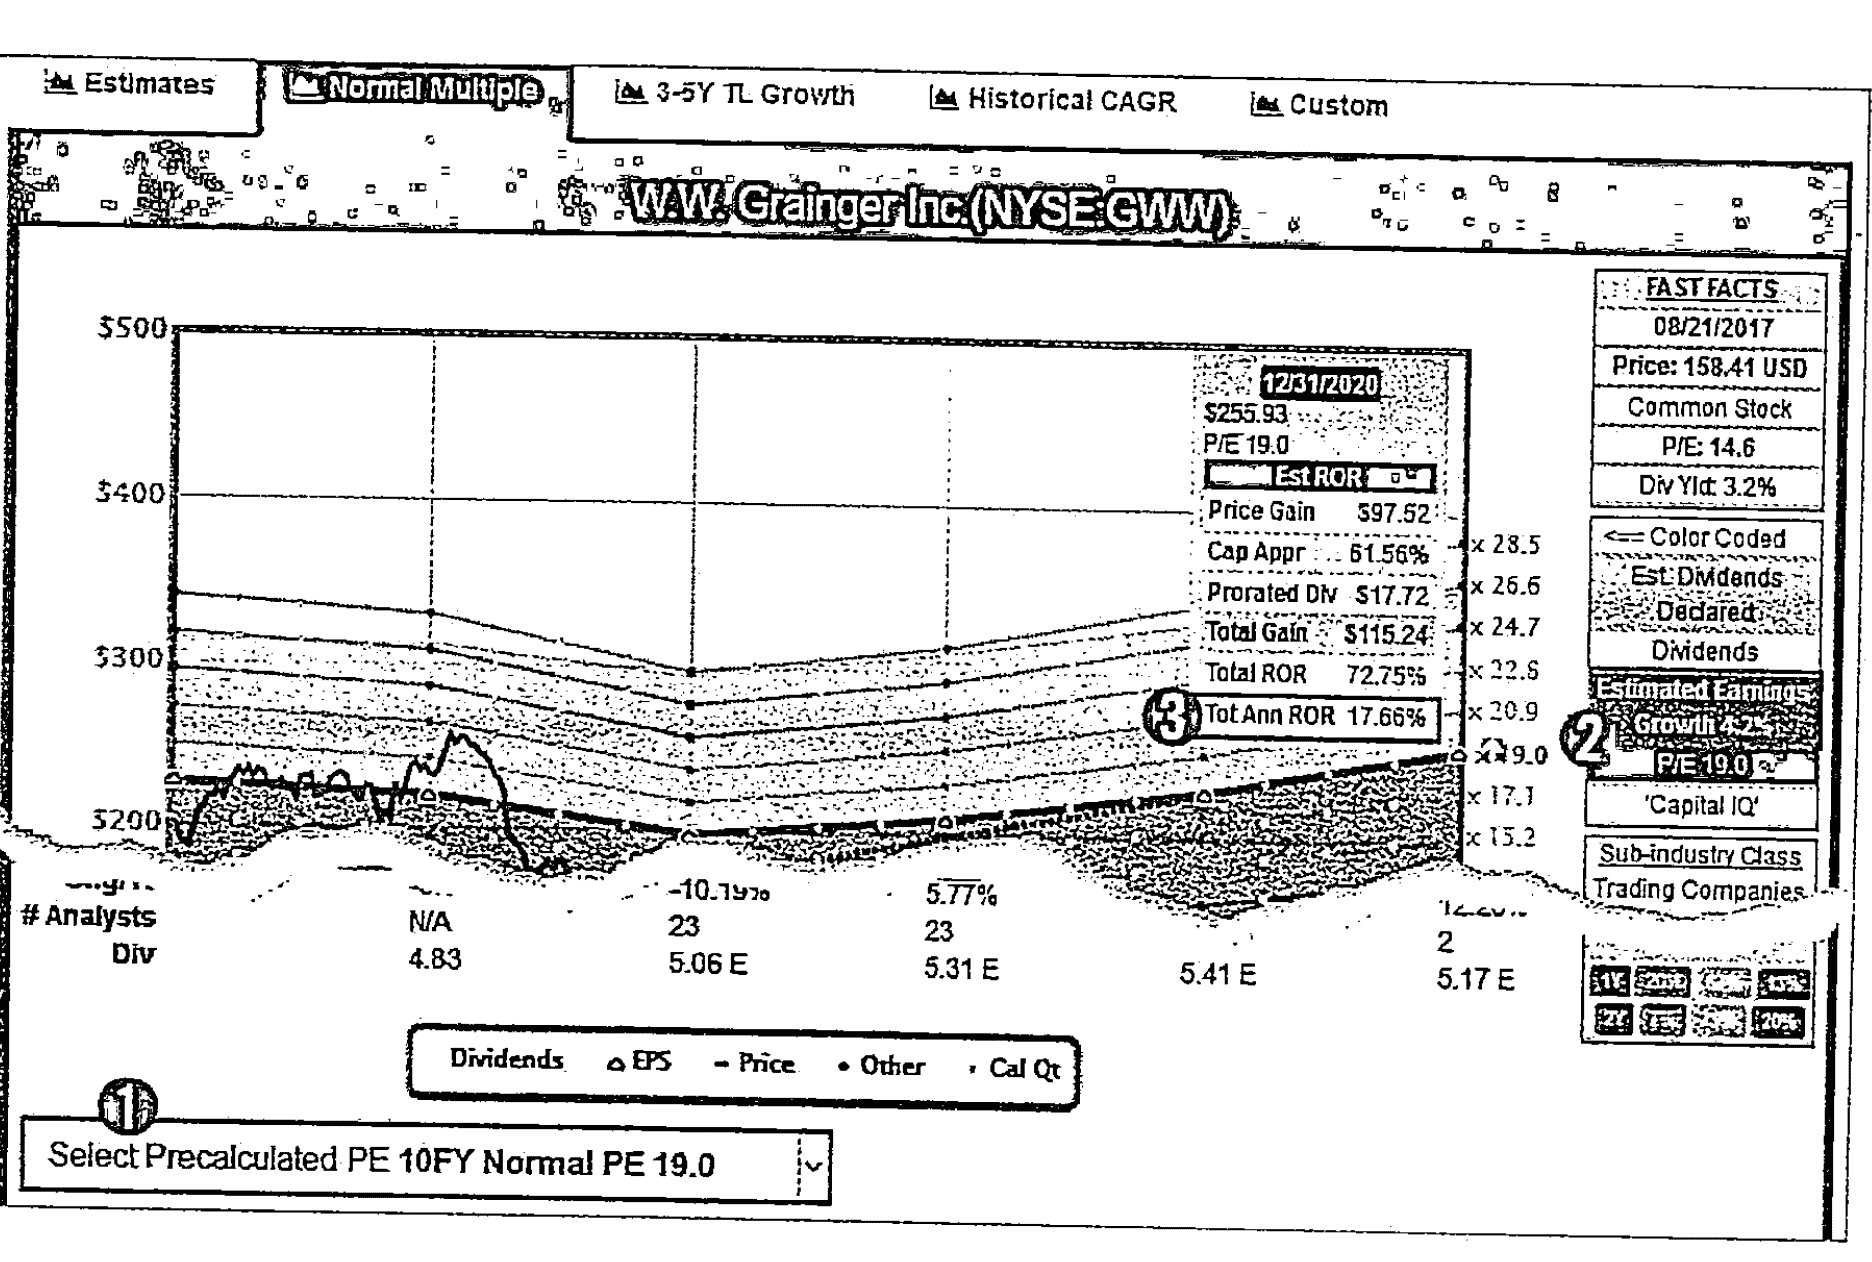 Estimates Normal Multiple 3-5Y TL Growth Historical CAGR Custom
W.W. Grainger Inc.(NYSE:GWW)
$500
$400
$300
$200
12/31/2020
$255.93
P/E 19.0
Est ROR
Price Gain $97.52
Cap Appr 61.56%
Prorated Div $17.72
Total Gain $115.24
Total ROR 72.75%
3 Tot Ann ROR 17.66%
x 28.5
x 26.6
x 24.7
x 22.8
x 20.9
x 19.0
x 17.1
x 15.2
FAST FACTS
08/21/2017
Price: 158.41 USD
Common Stock
P/E: 14.6
Div Yld: 3.2%
<== Color Coded
Est. Dividends
Declared
Dividends
Estimated Earnings
Growth 4.2%
2 P/E 19.0
'Capital IQ'
Sub-industry Class
Trading Companies
-10.19% 5.77%
# Analysts N/A 23 23 2
Div 4.83 5.06 E 5.31 E 5.41 E 5.17 E
1Y
2Y 20%
Dividends EPS Price Other Cal Qt
1
Select Precalculated PE 10FY Normal PE 19.0